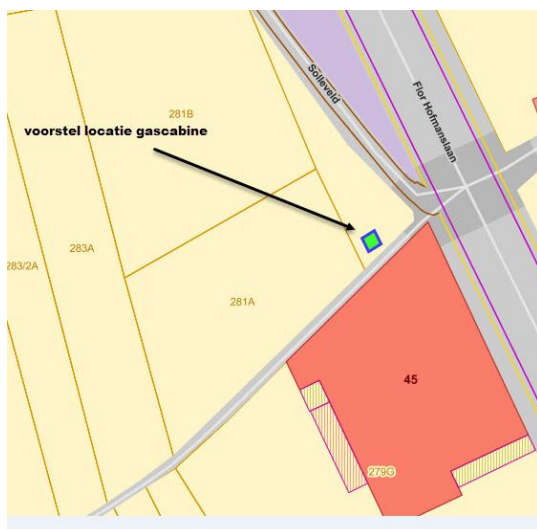 281B
voorstel locatie gascabine
Solleveld
Flor Hofmanslaan
283A
283/2A
281A
45
279G